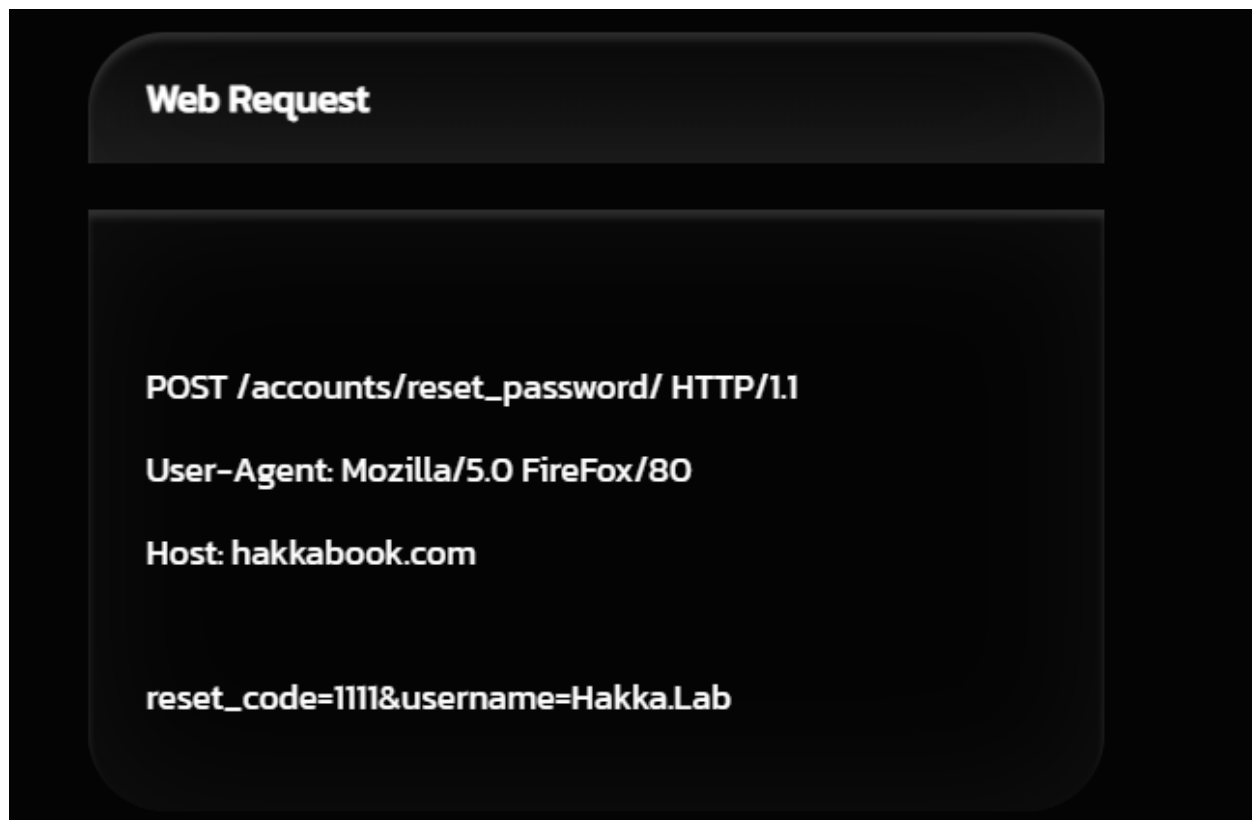 Web Request
POST /accounts/reset_password/ HTTP/1.1
User-Agent: Mozilla/5.0 FireFox/80
Host: hakkabook.com
reset_code=1111&username=Hakka.Lab